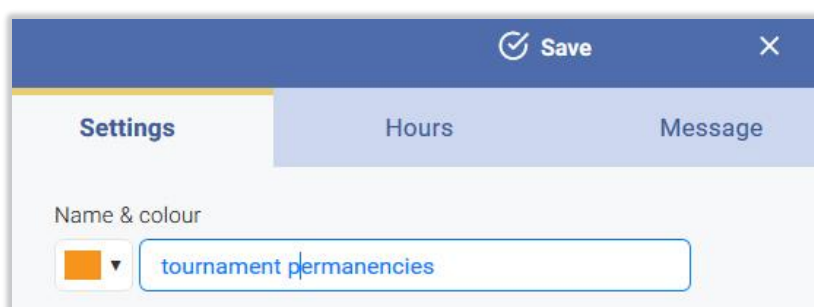 Save
Settings Hours Message
Name & colour
tournament permanencies